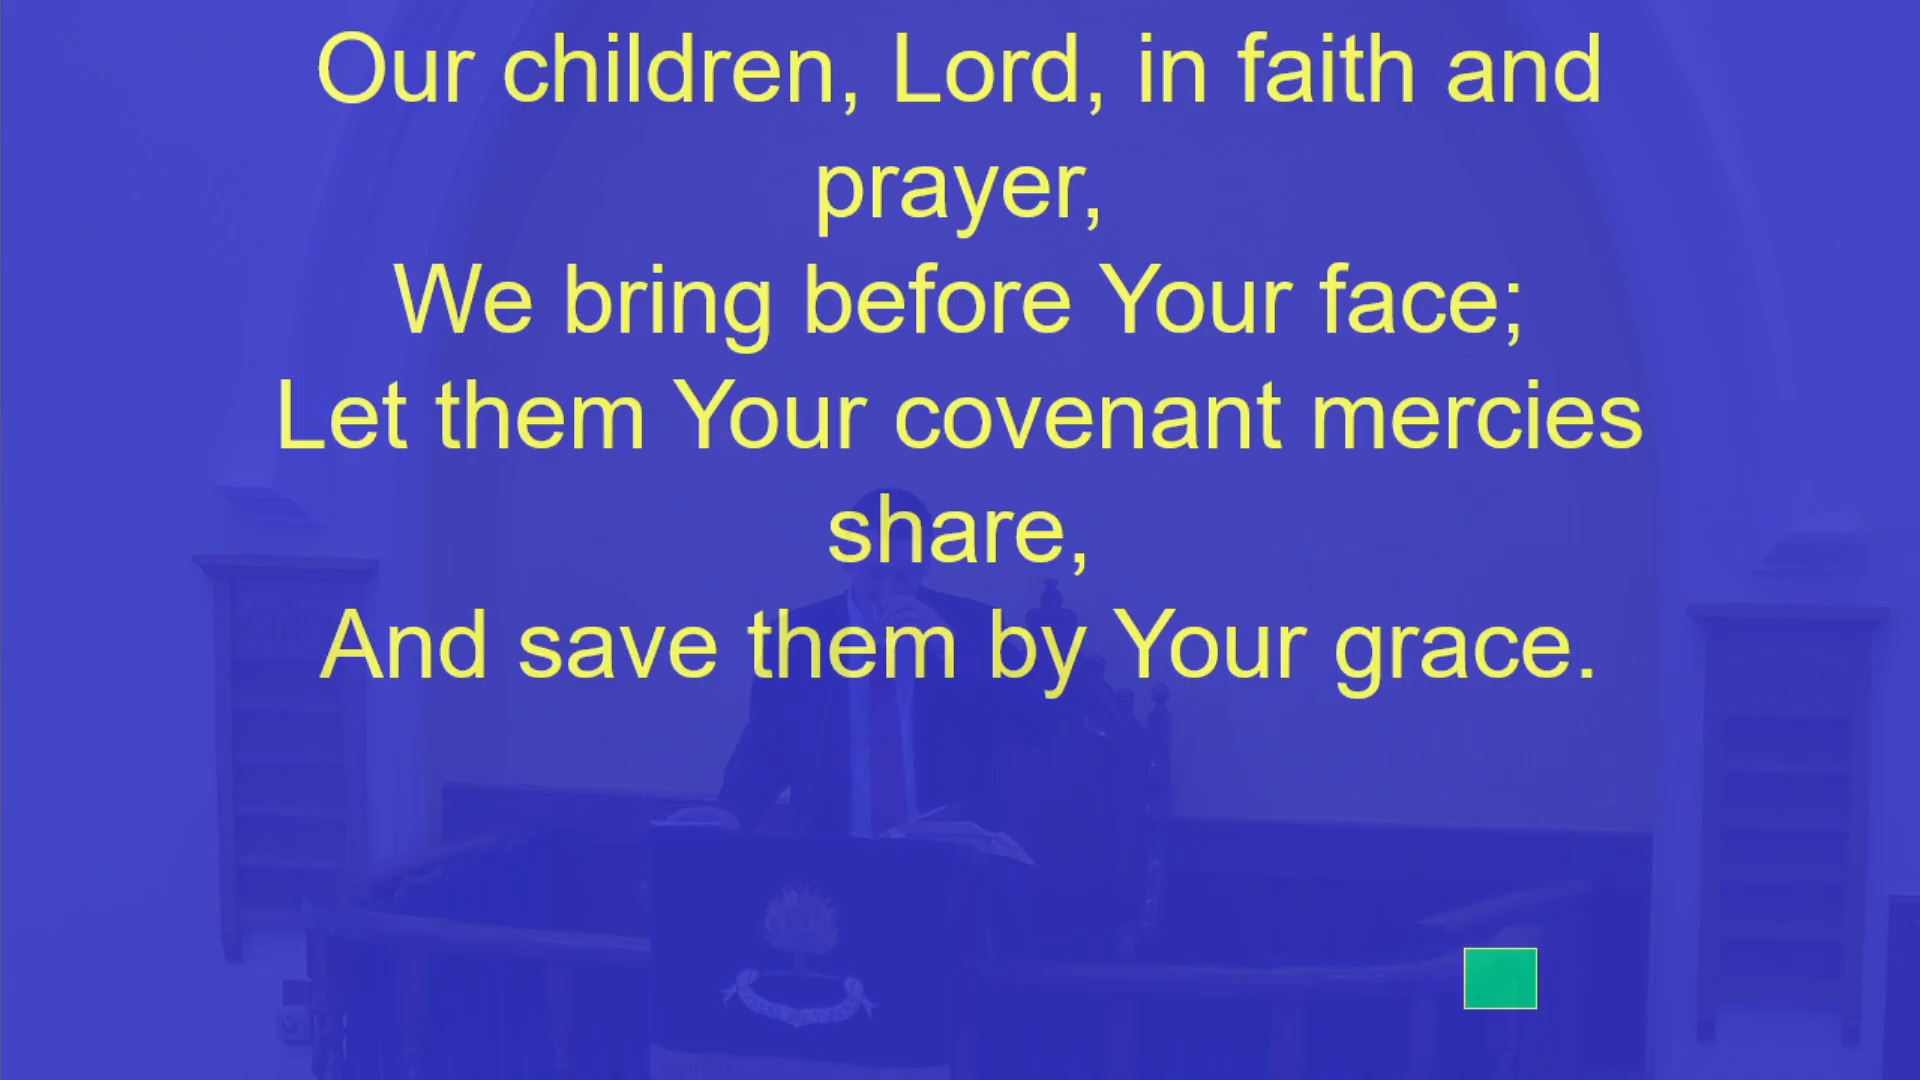 Our children, Lord, in faith and
prayer,
We bring before Your face;
Let them Your covenant mercies
share,
And save them by Your grace.